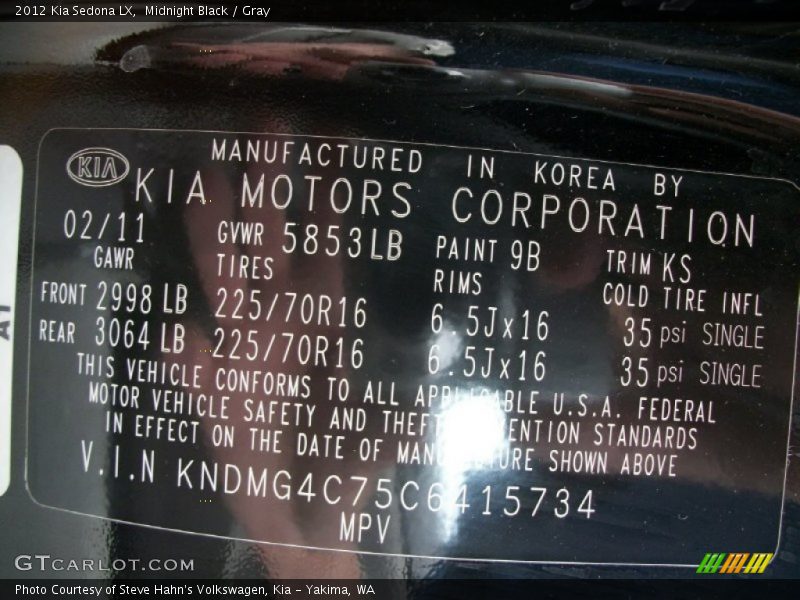 2012 Kia Sedona LX, Midnight Black / Gray
KIA MANUFACTURED IN KOREA BY
KIA MOTORS CORPORATION
02/11 GVWR 5853LB PAINT 9B TRIM KS
GAWR TIRES RIMS COLD TIRE INFL
FRONT 2998 LB 225/70R16 6.5Jx16 35 psi SINGLE
REAR 3064 LB 225/70R16 6.5Jx16 35 psi SINGLE
THIS VEHICLE CONFORMS TO ALL APPLICABLE U.S.A. FEDERAL
MOTOR VEHICLE SAFETY AND THEFT PREVENTION STANDARDS
IN EFFECT ON THE DATE OF MANUFACTURE SHOWN ABOVE
V.I.N KNDMG4C75C6415734
MPV
GTCARLOT.COM
Photo Courtesy of Steve Hahn's Volkswagen, Kia – Yakima, WA